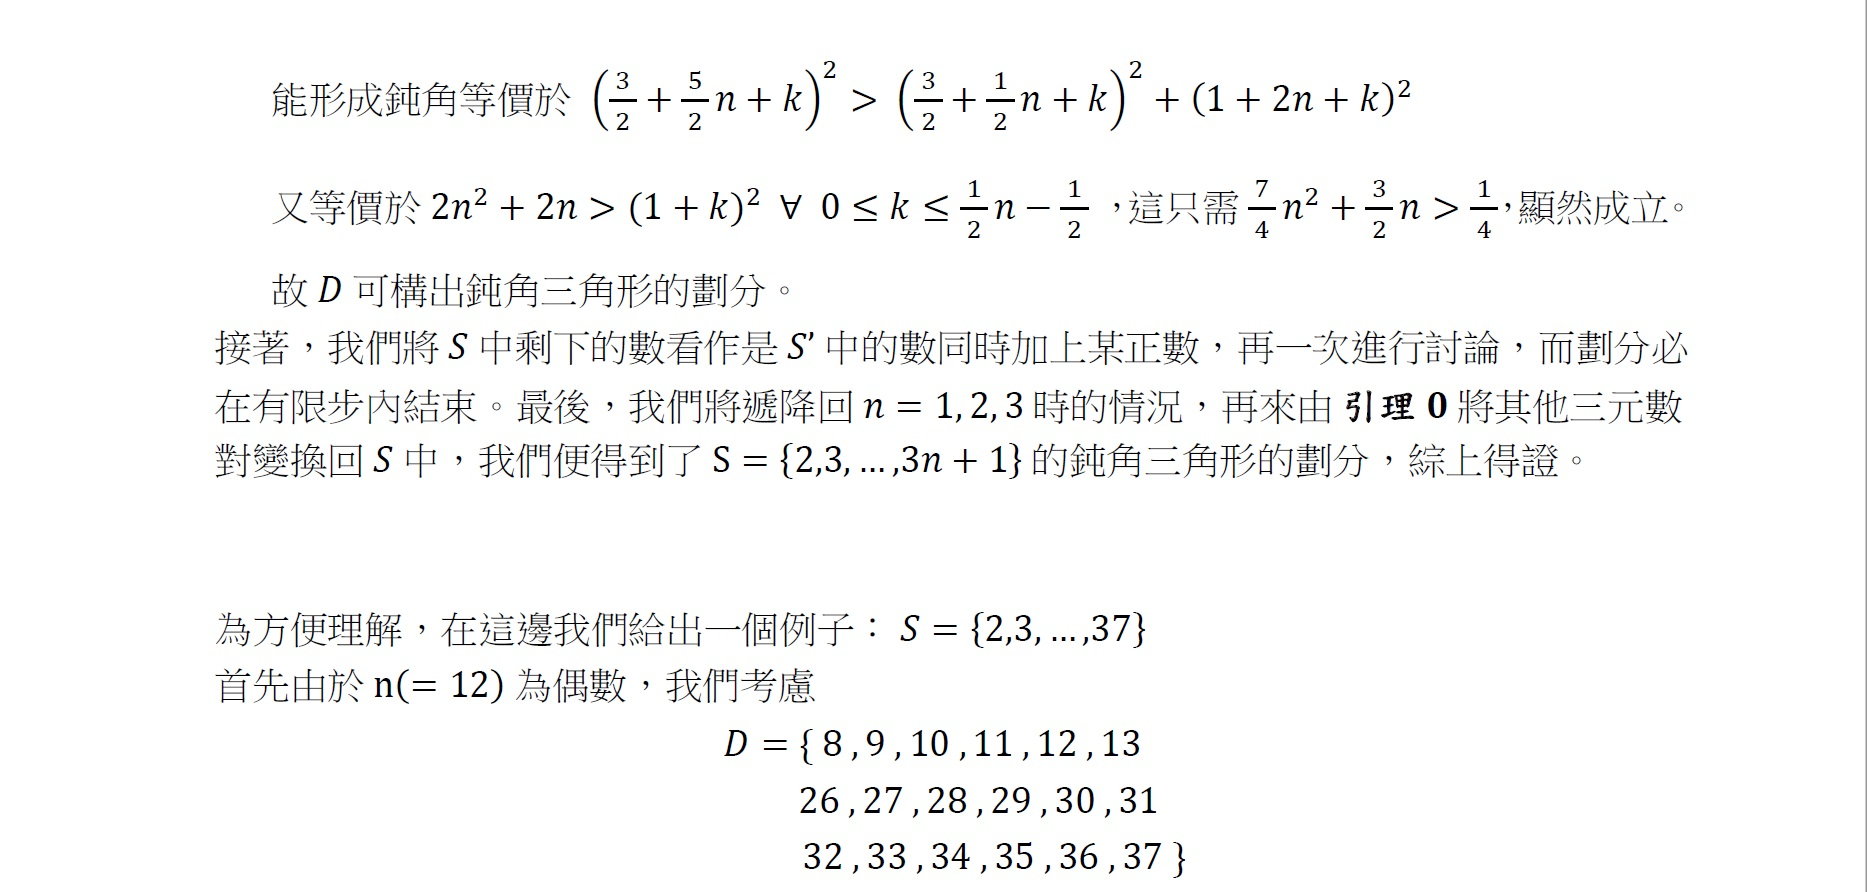 能形成鈍角等價於 (3/2 + 5/2 n + k)² > (3/2 + 1/2 n + k)² + (1 + 2n + k)²
又等價於 2n² + 2n > (1 + k)² ∀ 0 ≤ k ≤ 1/2 n − 1/2 ，這只需 7/4 n² + 3/2 n > 1/4，顯然成立。
故 D 可構出鈍角三角形的劃分。
接著，我們將 S 中剩下的數看作是 S’ 中的數同時加上某正數，再一次進行討論，而劃分必
在有限步內結束。最後，我們將遞降回 n = 1, 2, 3 時的情況，再來由 引理 0 將其他三元數
對變換回 S 中，我們便得到了 S = {2,3, … ,3n + 1} 的鈍角三角形的劃分，綜上得證。
為方便理解，在這邊我們給出一個例子： S = {2,3, … ,37}
首先由於 n(= 12) 為偶數，我們考慮
D = { 8 , 9 , 10 , 11 , 12 , 13
26 , 27 , 28 , 29 , 30 , 31
32 , 33 , 34 , 35 , 36 , 37 }